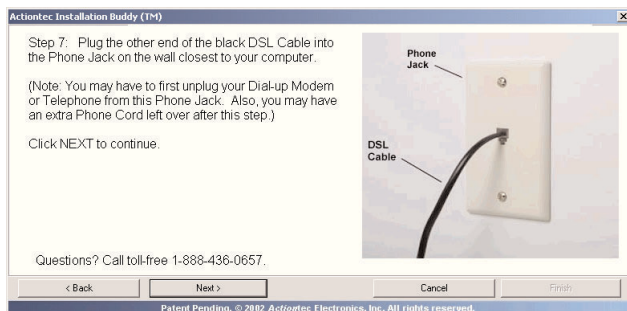 Actiontec Installation Buddy (TM)
Step 7: Plug the other end of the black DSL Cable into
the Phone Jack on the wall closest to your computer.
(Note: You may have to first unplug your Dial-up Modem
or Telephone from this Phone Jack. Also, you may have
an extra Phone Cord left over after this step.)
Click NEXT to continue.
Phone
Jack
DSL
Cable
Questions? Call toll-free 1-888-436-0657.
< Back
Next >
Cancel
Finish
Patent Pending. © 2002 Actiontec Electronics, Inc. All rights reserved.